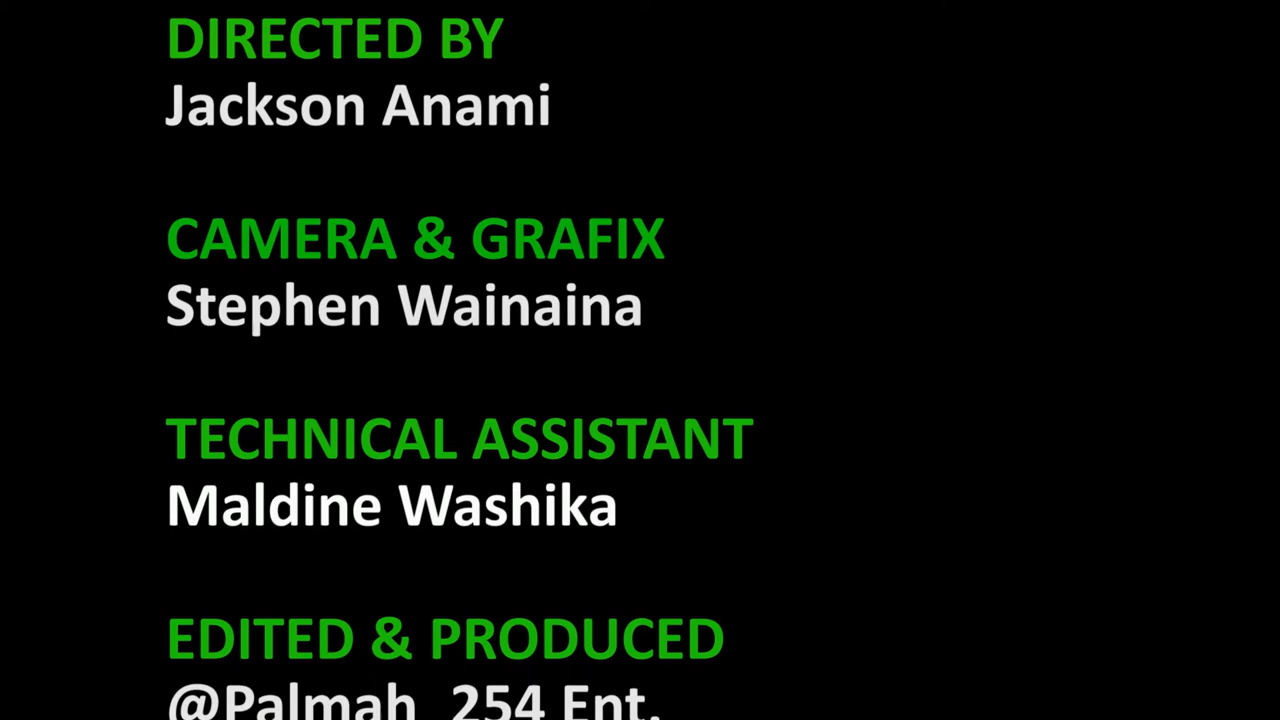 DIRECTED BY
Jackson Anami
CAMERA & GRAFIX
Stephen Wainaina
TECHNICAL ASSISTANT
Maldine Washika
EDITED & PRODUCED
@Palmah_254 Ent.